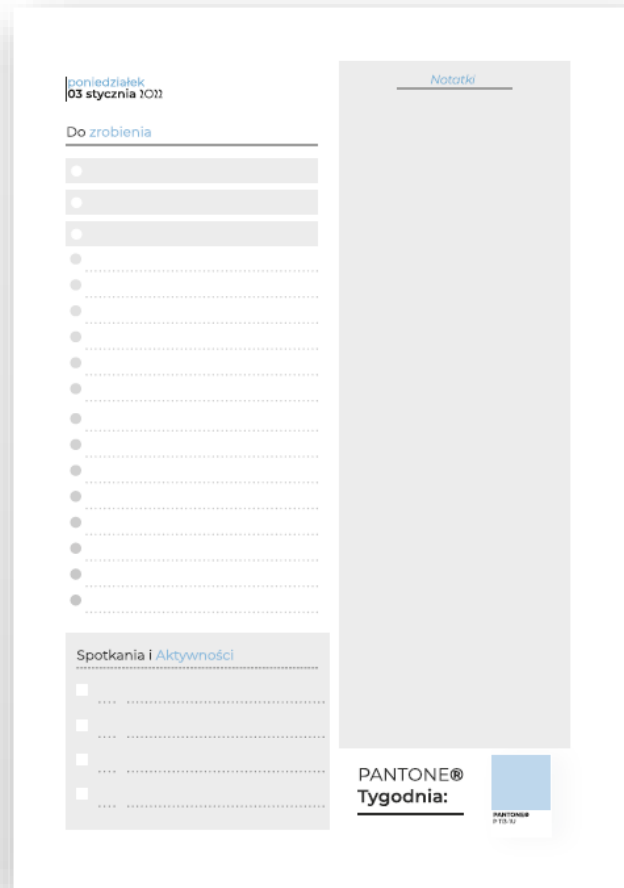 poniedziałek
03 stycznia 2022
Do zrobienia
Notatki
Spotkania i Aktywności
PANTONE®
Tygodnia:
PANTONE®